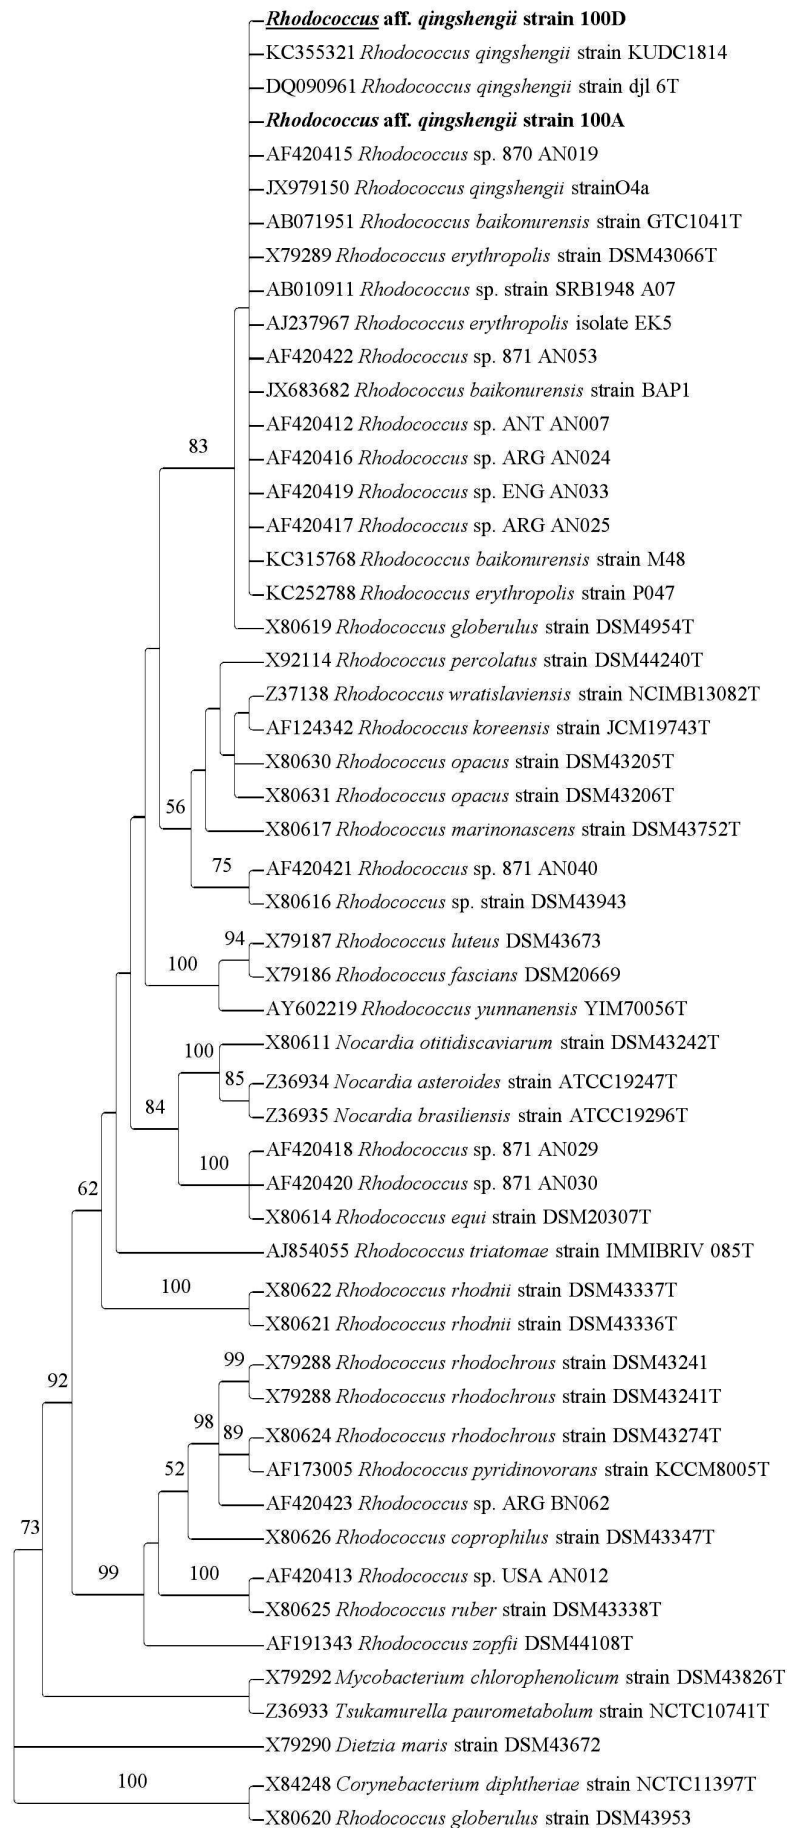 Rhodococcus aff. qingshengii strain 100D
KC355321 Rhodococcus qingshengii strain KUDC1814
DQ090961 Rhodococcus qingshengii strain djl 6T
Rhodococcus aff. qingshengii strain 100A
AF420415 Rhodococcus sp. 870 AN019
JX979150 Rhodococcus qingshengii strainO4a
AB071951 Rhodococcus baikonurensis strain GTC1041T
X79289 Rhodococcus erythropolis strain DSM43066T
AB010911 Rhodococcus sp. strain SRB1948 A07
AJ237967 Rhodococcus erythropolis isolate EK5
AF420422 Rhodococcus sp. 871 AN053
JX683682 Rhodococcus baikonurensis strain BAP1
AF420412 Rhodococcus sp. ANT AN007
83
AF420416 Rhodococcus sp. ARG AN024
AF420419 Rhodococcus sp. ENG AN033
AF420417 Rhodococcus sp. ARG AN025
KC315768 Rhodococcus baikonurensis strain M48
KC252788 Rhodococcus erythropolis strain P047
X80619 Rhodococcus globerulus strain DSM4954T
X92114 Rhodococcus percolatus strain DSM44240T
Z37138 Rhodococcus wratislaviensis strain NCIMB13082T
AF124342 Rhodococcus koreensis strain JCM19743T
X80630 Rhodococcus opacus strain DSM43205T
X80631 Rhodococcus opacus strain DSM43206T
56
X80617 Rhodococcus marinonascens strain DSM43752T
75
AF420421 Rhodococcus sp. 871 AN040
X80616 Rhodococcus sp. strain DSM43943
94
X79187 Rhodococcus luteus DSM43673
100
X79186 Rhodococcus fascians DSM20669
AY602219 Rhodococcus yunnanensis YIM70056T
X80611 Nocardia otitidiscaviarum strain DSM43242T
100
85
Z36934 Nocardia asteroides strain ATCC19247T
84
Z36935 Nocardia brasiliensis strain ATCC19296T
AF420418 Rhodococcus sp. 871 AN029
100
AF420420 Rhodococcus sp. 871 AN030
62
X80614 Rhodococcus equi strain DSM20307T
AJ854055 Rhodococcus triatomae strain IMMIBRIV 085T
100
X80622 Rhodococcus rhodnii strain DSM43337T
X80621 Rhodococcus rhodnii strain DSM43336T
99
X79288 Rhodococcus rhodochrous strain DSM43241
92
X79288 Rhodococcus rhodochrous strain DSM43241T
98
89
X80624 Rhodococcus rhodochrous strain DSM43274T
52
AF173005 Rhodococcus pyridinovorans strain KCCM8005T
AF420423 Rhodococcus sp. ARG BN062
73
X80626 Rhodococcus coprophilus strain DSM43347T
99
100
AF420413 Rhodococcus sp. USA AN012
X80625 Rhodococcus ruber strain DSM43338T
AF191343 Rhodococcus zopfii DSM44108T
X79292 Mycobacterium chlorophenolicum strain DSM43826T
Z36933 Tsukamurella paurometabolum strain NCTC10741T
X79290 Dietzia maris strain DSM43672
100
X84248 Corynebacterium diphtheriae strain NCTC11397T
X80620 Rhodococcus globerulus strain DSM43953